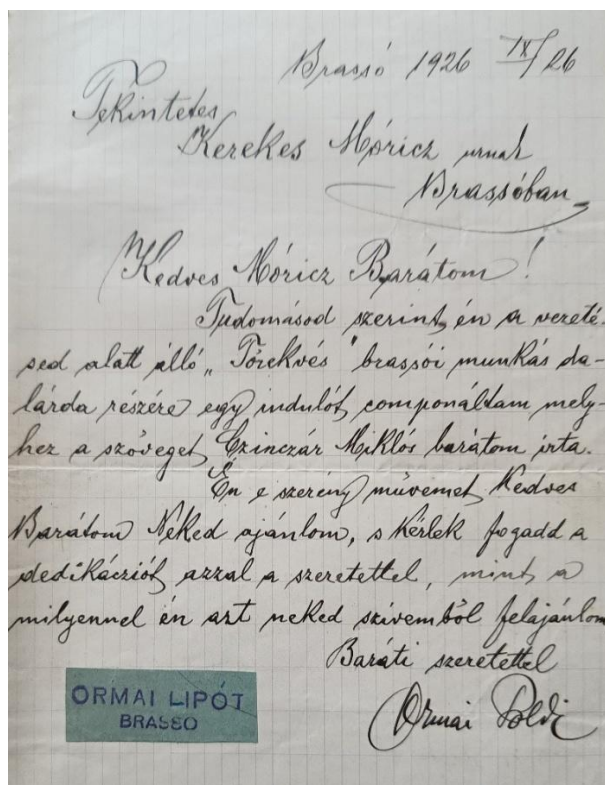 Brassó 1926 IX/26
Tekintetes
Kerekes Móricz urnak
Brassóban
Kedves Móricz Barátom!
Tudomásod szerint, én a vezeté-
sed alatt álló „Törekvés" brassói munkás da-
lárda részére egy indulót componáltam mely-
hez a szöveget, Czinczár Miklós barátom irta.
Én e szerény művemet, Kedves
Barátom Néked ajánlom, s kérlek fogadd a
dedikácziót, azzal a szeretettel, mint a
milyennel én azt neked szivemből felajánlom
Baráti szeretettel
Ormai Poldi
ORMAI LIPÓT
BRASSO